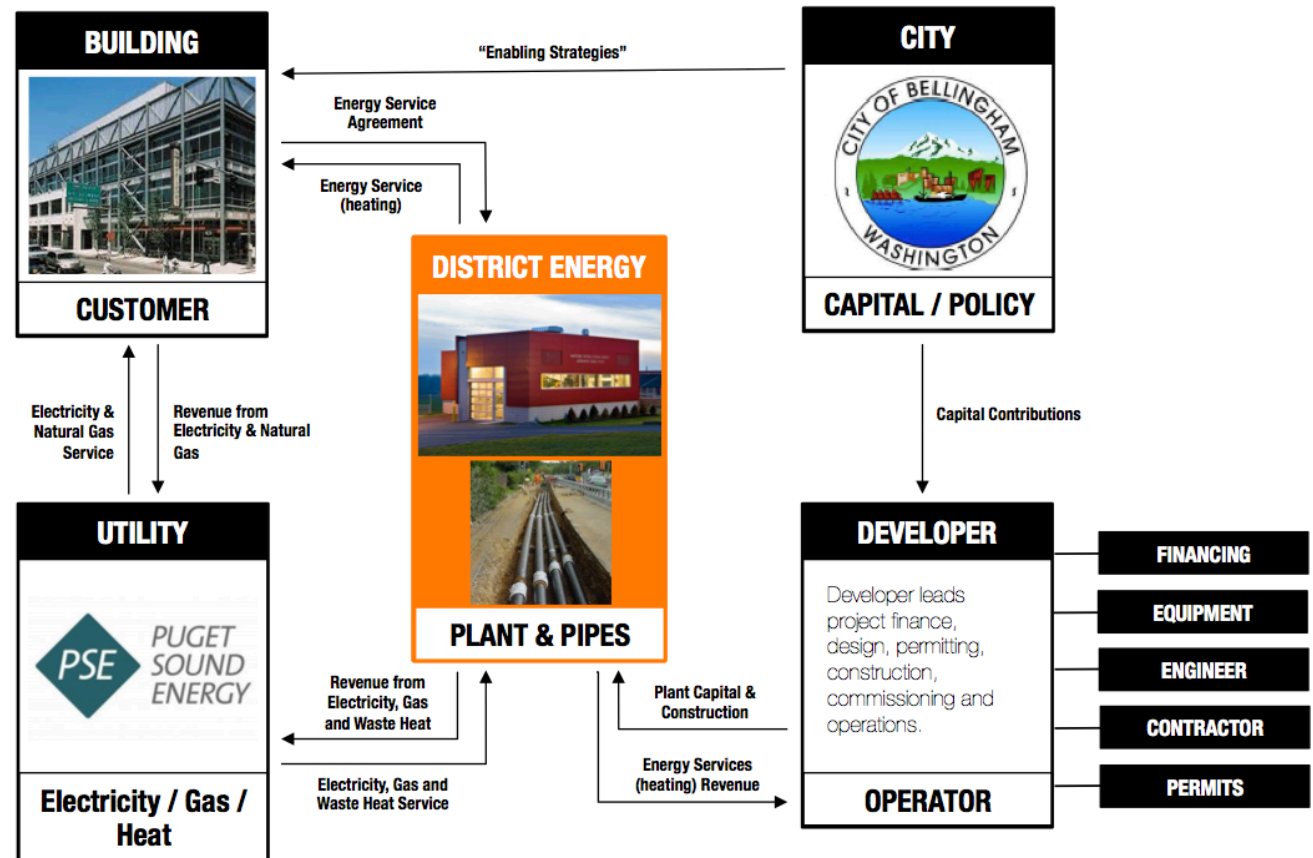 BUILDING
CUSTOMER
“Enabling Strategies”
CITY
CITY OF BELLINGHAM
WASHINGTON
CAPITAL / POLICY
Energy Service
Agreement
Energy Service
(heating)
DISTRICT ENERGY
PLANT & PIPES
Electricity &
Natural Gas
Service
Revenue from
Electricity & Natural
Gas
Capital Contributions
UTILITY
PSE
PUGET
SOUND
ENERGY
Electricity / Gas /
Heat
Revenue from
Electricity, Gas
and Waste Heat
Electricity, Gas and
Waste Heat Service
Plant Capital &
Construction
Energy Services
(heating) Revenue
DEVELOPER
Developer leads
project finance,
design, permitting,
construction,
commissioning and
operations.
OPERATOR
FINANCING
EQUIPMENT
ENGINEER
CONTRACTOR
PERMITS